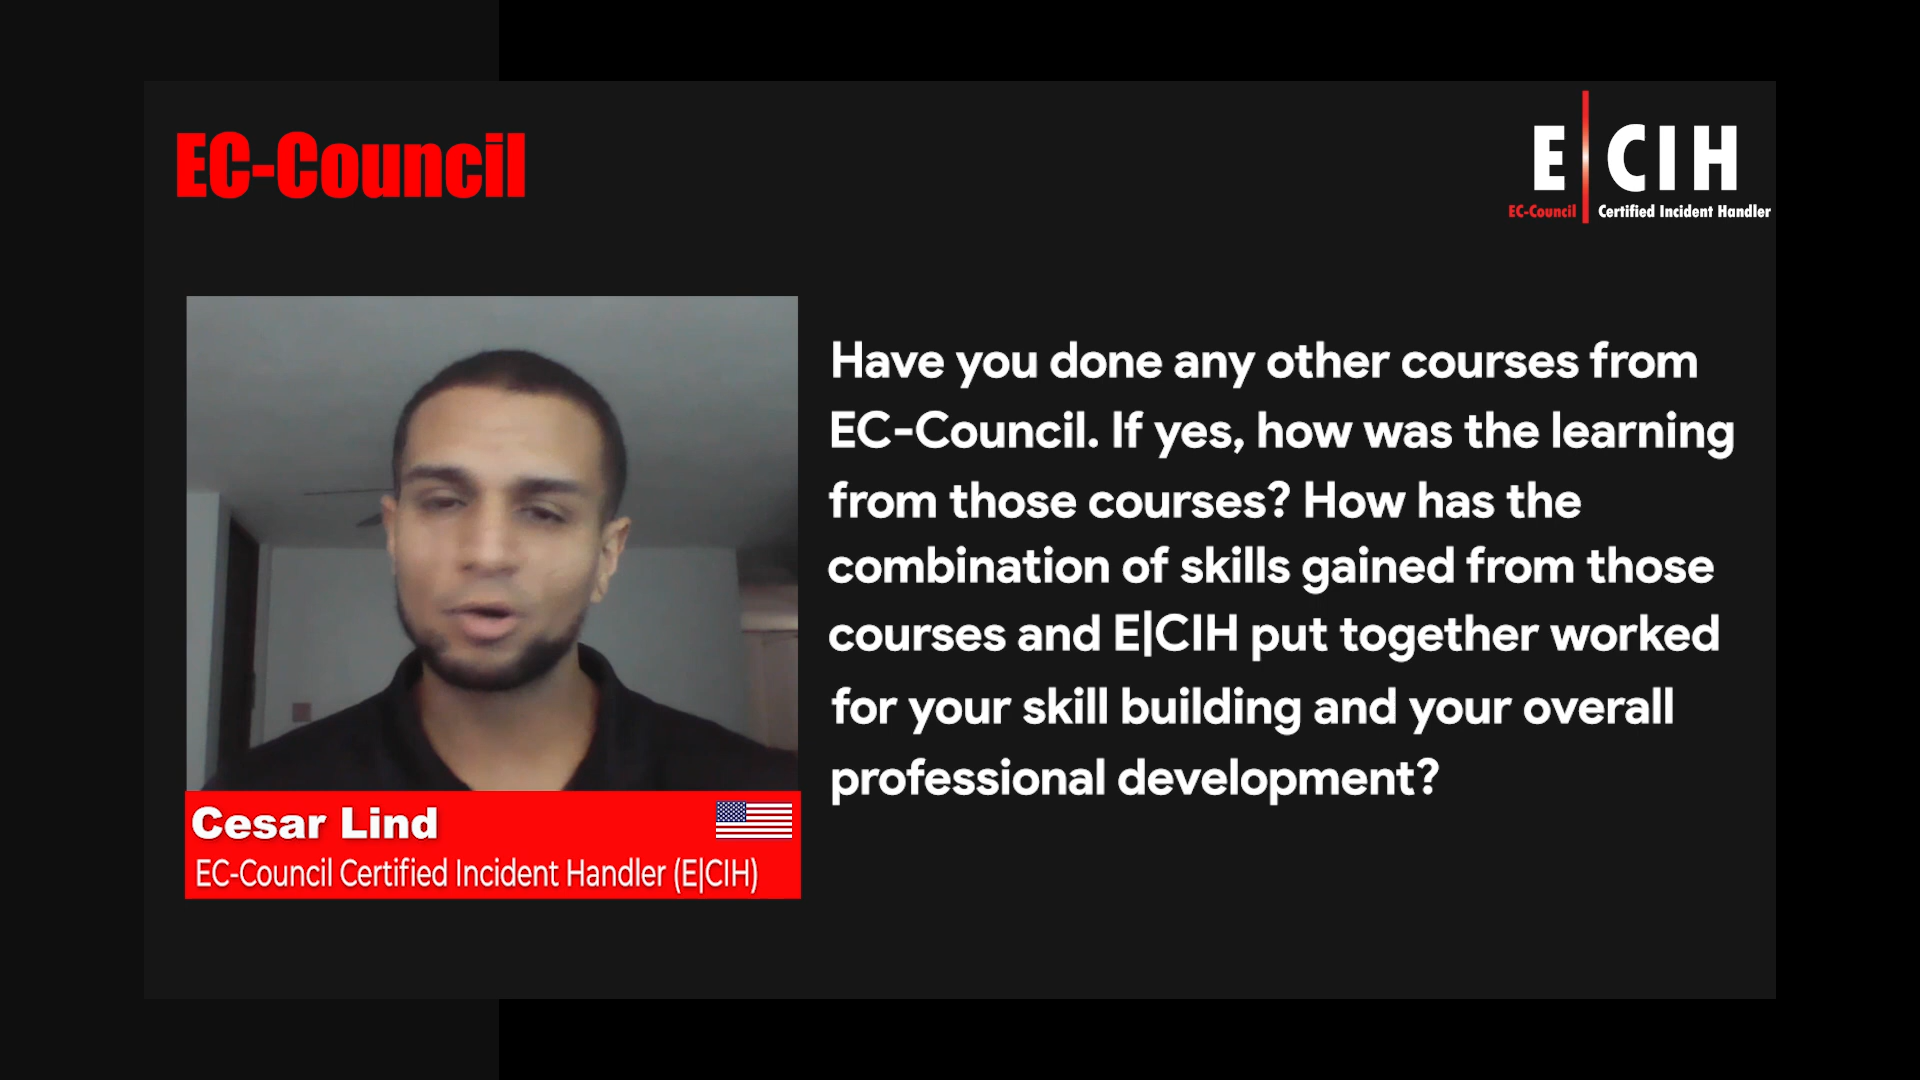 EC-Council
E|CIH
EC-Council Certified Incident Handler
Have you done any other courses from
EC-Council. If yes, how was the learning
from those courses? How has the
combination of skills gained from those
courses and E|CIH put together worked
for your skill building and your overall
professional development?
Cesar Lind
EC-Council Certified Incident Handler (E|CIH)